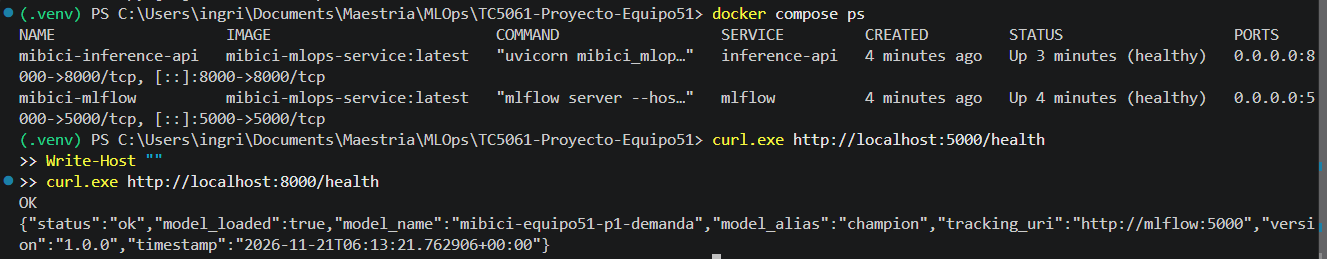 (.venv) PS C:\Users\ingri\Documents\Maestria\MLOps\TC5061-Proyecto-Equipo51> docker compose ps
NAME IMAGE COMMAND SERVICE CREATED STATUS PORTS
mibici-inference-api mibici-mlops-service:latest "uvicorn mibici_mlop…" inference-api 4 minutes ago Up 3 minutes (healthy) 0.0.0.0:8
000->8000/tcp, [::]:8000->8000/tcp
mibici-mlflow mibici-mlops-service:latest "mlflow server --hos…" mlflow 4 minutes ago Up 4 minutes (healthy) 0.0.0.0:5
000->5000/tcp, [::]:5000->5000/tcp
(.venv) PS C:\Users\ingri\Documents\Maestria\MLOps\TC5061-Proyecto-Equipo51> curl.exe http://localhost:5000/health
>> Write-Host ""
>> curl.exe http://localhost:8000/health
OK
{"status":"ok","model_loaded":true,"model_name":"mibici-equipo51-p1-demanda","model_alias":"champion","tracking_uri":"http://mlflow:5000","versi
on":"1.0.0","timestamp":"2026-11-21T06:13:21.762906+00:00"}